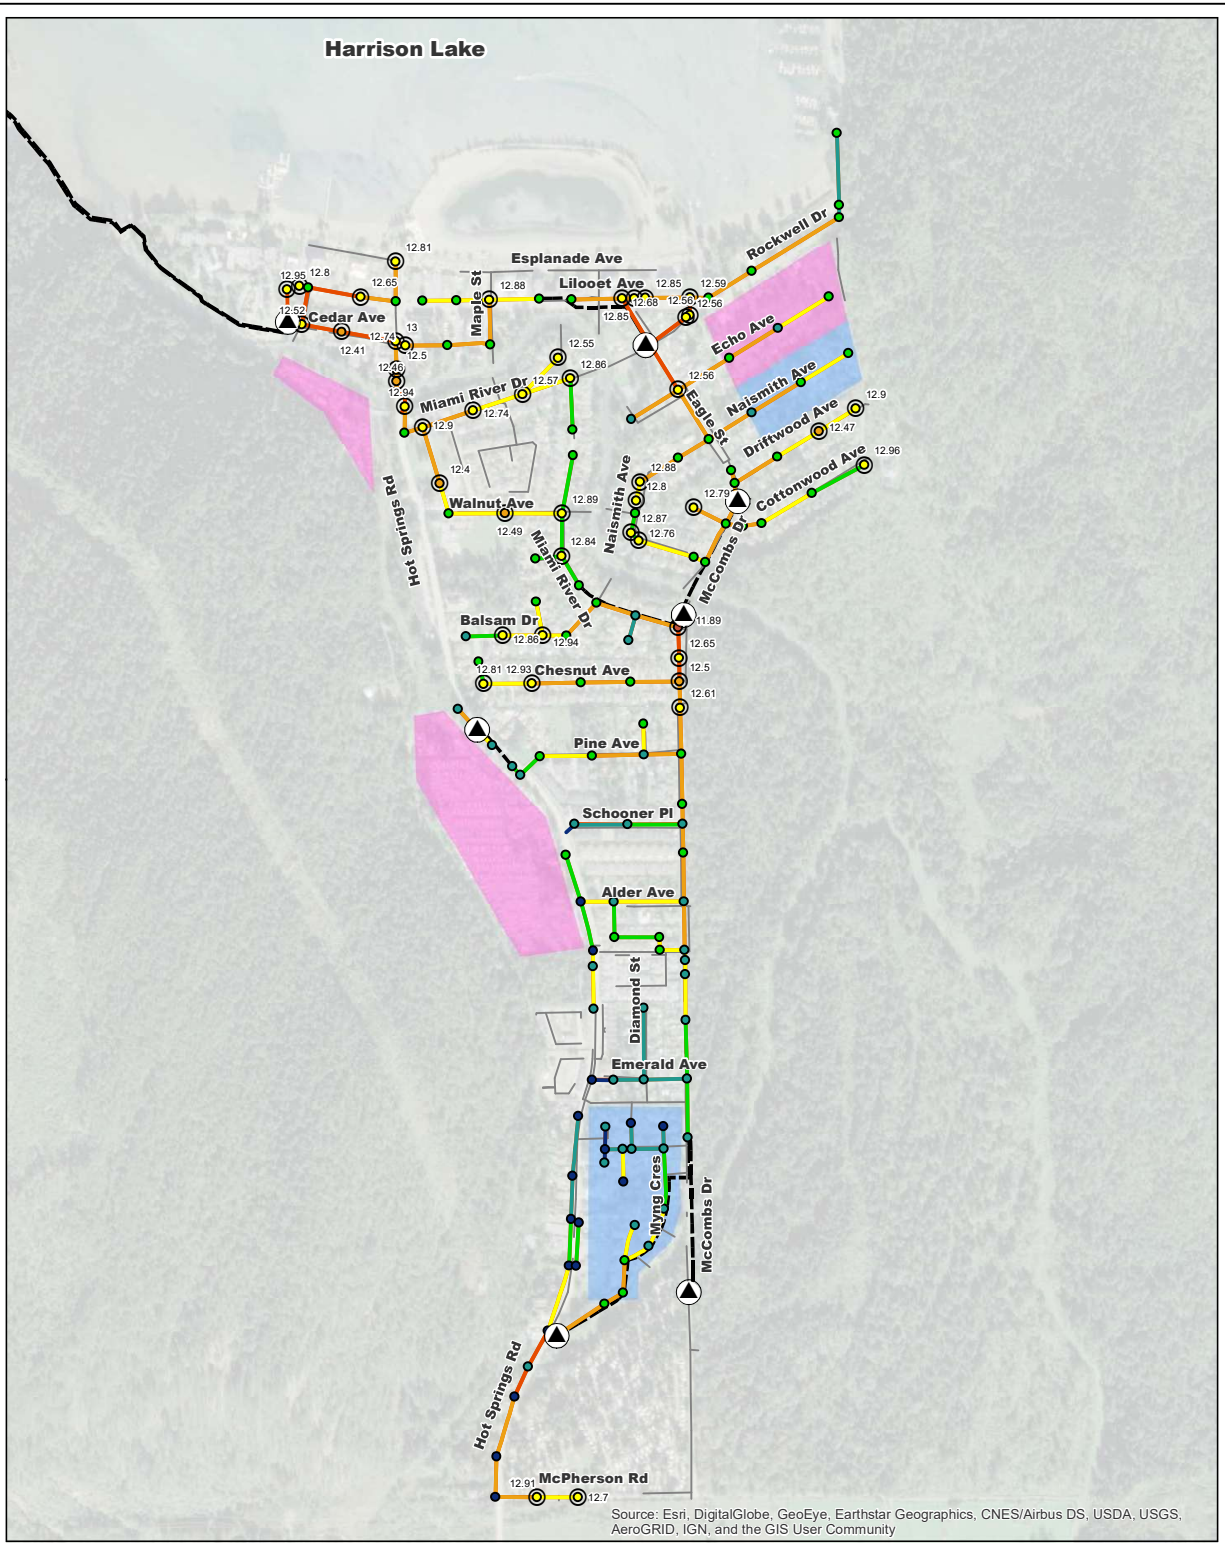 Harrison Lake
Rockwell Dr
12.81
Esplanade Ave
12.95
12.8
12.65
Maple St
12.88
Lilooet Ave
12.85
12.59
12.68
12.56
12.56
12.52
Cedar Ave
12.85
13
12.74
12.5
12.41
Echo Ave
12.55
12.46
12.86
12.94
Miami River Dr
12.57
12.56
Naismith Ave
12.74
Eagle St
12.9
12.9
Driftwood Ave
12.47
12.4
Hot Springs Rd
Naismith Ave
12.88
12.8
Cottonwood Ave
12.96
Walnut Ave
12.79
12.49
12.89
12.87
12.76
Miami River Dr
12.84
McCombs Dr
Balsam Dr
12.86
12.94
11.89
12.65
12.81
12.93
Chesnut Ave
12.5
12.61
Pine Ave
Schooner Pl
Alder Ave
Diamond St
Emerald Ave
Myng Cres
McCombs Dr
Hot Springs Rd
12.91
McPherson Rd
12.7
Source: Esri, DigitalGlobe, GeoEye, Earthstar Geographics, CNES/Airbus DS, USDA, USGS,
AeroGRID, IGN, and the GIS User Community